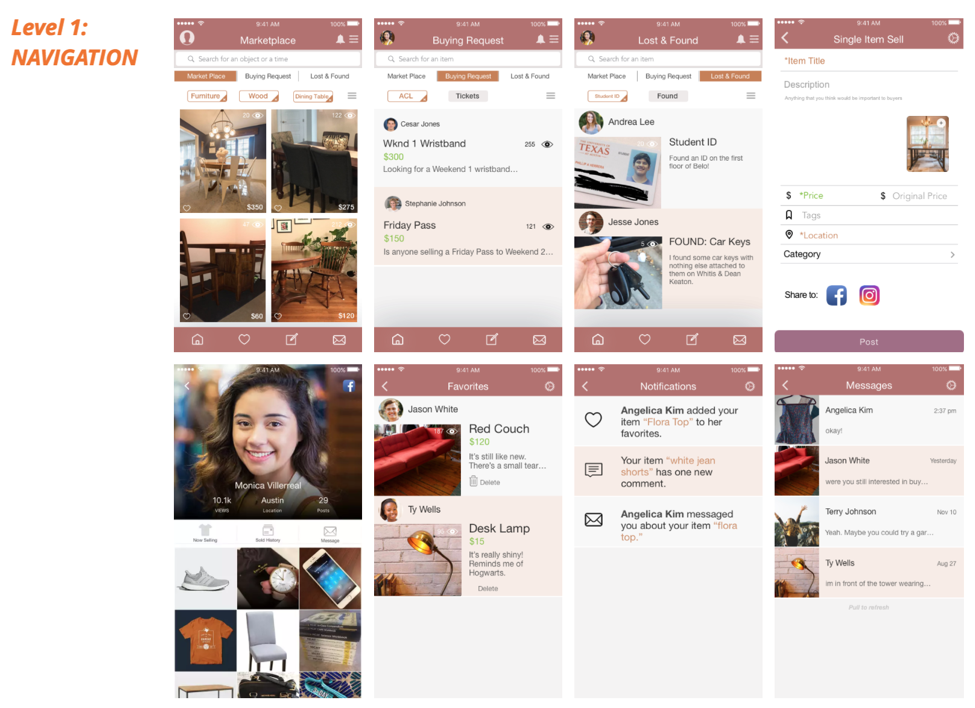 Level 1:
NAVIGATION
9:41 AM 100%
Marketplace
Search for an object or a time
Market Place Buying Request Lost & Found
Furniture Wood Dining Table
20 122
$350 $275
$60 $120
9:41 AM 100%
Buying Request
Search for an item
Market Place Buying Request Lost & Found
ACL Tickets
Cesar Jones
Wknd 1 Wristband 255
$300
Looking for a Weekend 1 wristband...
Stephanie Johnson
Friday Pass 121
$150
Is anyone selling a Friday Pass to Weekend 2...
9:41 AM 100%
Lost & Found
Search for an item
Market Place Buying Request Lost & Found
Student ID Found
Andrea Lee
TEXAS
Student ID
Found an ID on the first
floor of Belo!
Jesse Jones
5
FOUND: Car Keys
I found some car keys with
nothing else attached to
them on Whitis & Dean
Keaton.
9:41 AM 100%
Single Item Sell
*Item Title
Description
Anything that you think would be important to buyers
$ *Price $ Original Price
Tags
*Location
Category
Share to:
Post
9:41 AM 100%
Monica Villerreal
10.1k Austin 29
VIEWS Location Posts
Now Selling Sold History Message
9:41 AM 100%
Favorites
Jason White
187
Red Couch
$120
It's still like new.
There's a small tear...
Delete
Ty Wells
Desk Lamp
$15
It's really shiny!
Reminds me of
Hogwarts.
Delete
9:41 AM 100%
Notifications
Angelica Kim added your
item “Flora Top” to her
favorites.
Your item “white jean
shorts” has one new
comment.
Angelica Kim messaged
you about your item “flora
top.”
9:41 AM 100%
Messages
Angelica Kim 2:37 pm
okay!
Jason White Yesterday
were you still interested in buy...
Terry Johnson Nov 10
Yeah. Maybe you could try a gar...
Ty Wells Aug 27
im in front of the tower wearing...
Pull to refresh